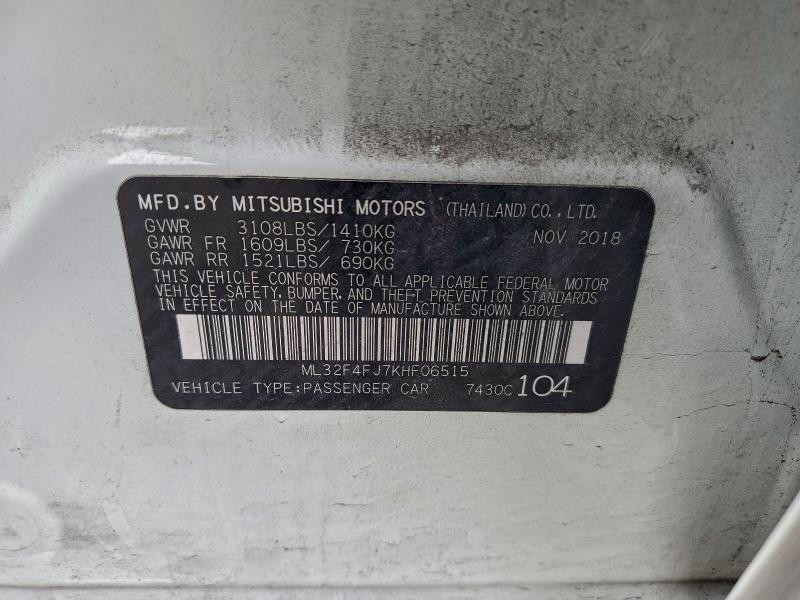 MFD.BY MITSUBISHI MOTORS (THAILAND)CO.,LTD.
GVWR 3108LBS/1410KG NOV 2018
GAWR FR 1609LBS/ 730KG
GAWR RR 1521LBS/ 690KG
THIS VEHICLE CONFORMS TO ALL APPLICABLE FEDERAL MOTOR
VEHICLE SAFETY, BUMPER, AND THEFT PREVENTION STANDARDS
IN EFFECT ON THE DATE OF MANUFACTURE SHOWN ABOVE.
ML32F4FJ7KHF06515
VEHICLE TYPE:PASSENGER CAR 7430C 104